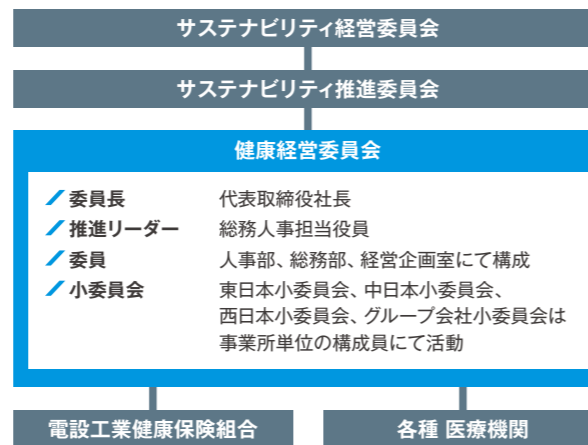 サステナビリティ経営委員会
サステナビリティ推進委員会
健康経営委員会
委員長 代表取締役社長
推進リーダー 総務人事担当役員
委員 人事部、総務部、経営企画室にて構成
小委員会 東日本小委員会、中日本小委員会、
西日本小委員会、グループ会社小委員会は
事業所単位の構成員にて活動
電設工業健康保険組合 各種 医療機関